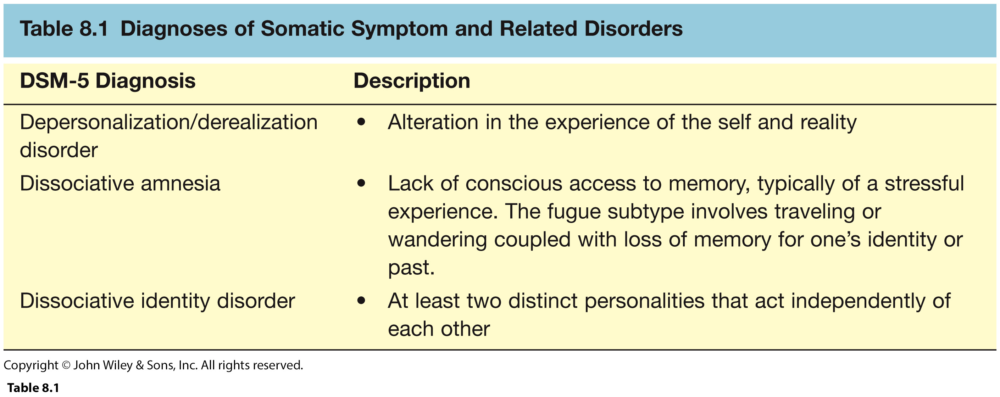 Table 8.1 Diagnoses of Somatic Symptom and Related Disorders
DSM-5 Diagnosis Description
Depersonalization/derealization • Alteration in the experience of the self and reality
disorder
Dissociative amnesia • Lack of conscious access to memory, typically of a stressful
experience. The fugue subtype involves traveling or
wandering coupled with loss of memory for one’s identity or
past.
Dissociative identity disorder • At least two distinct personalities that act independently of
each other
Copyright © John Wiley & Sons, Inc. All rights reserved.
Table 8.1